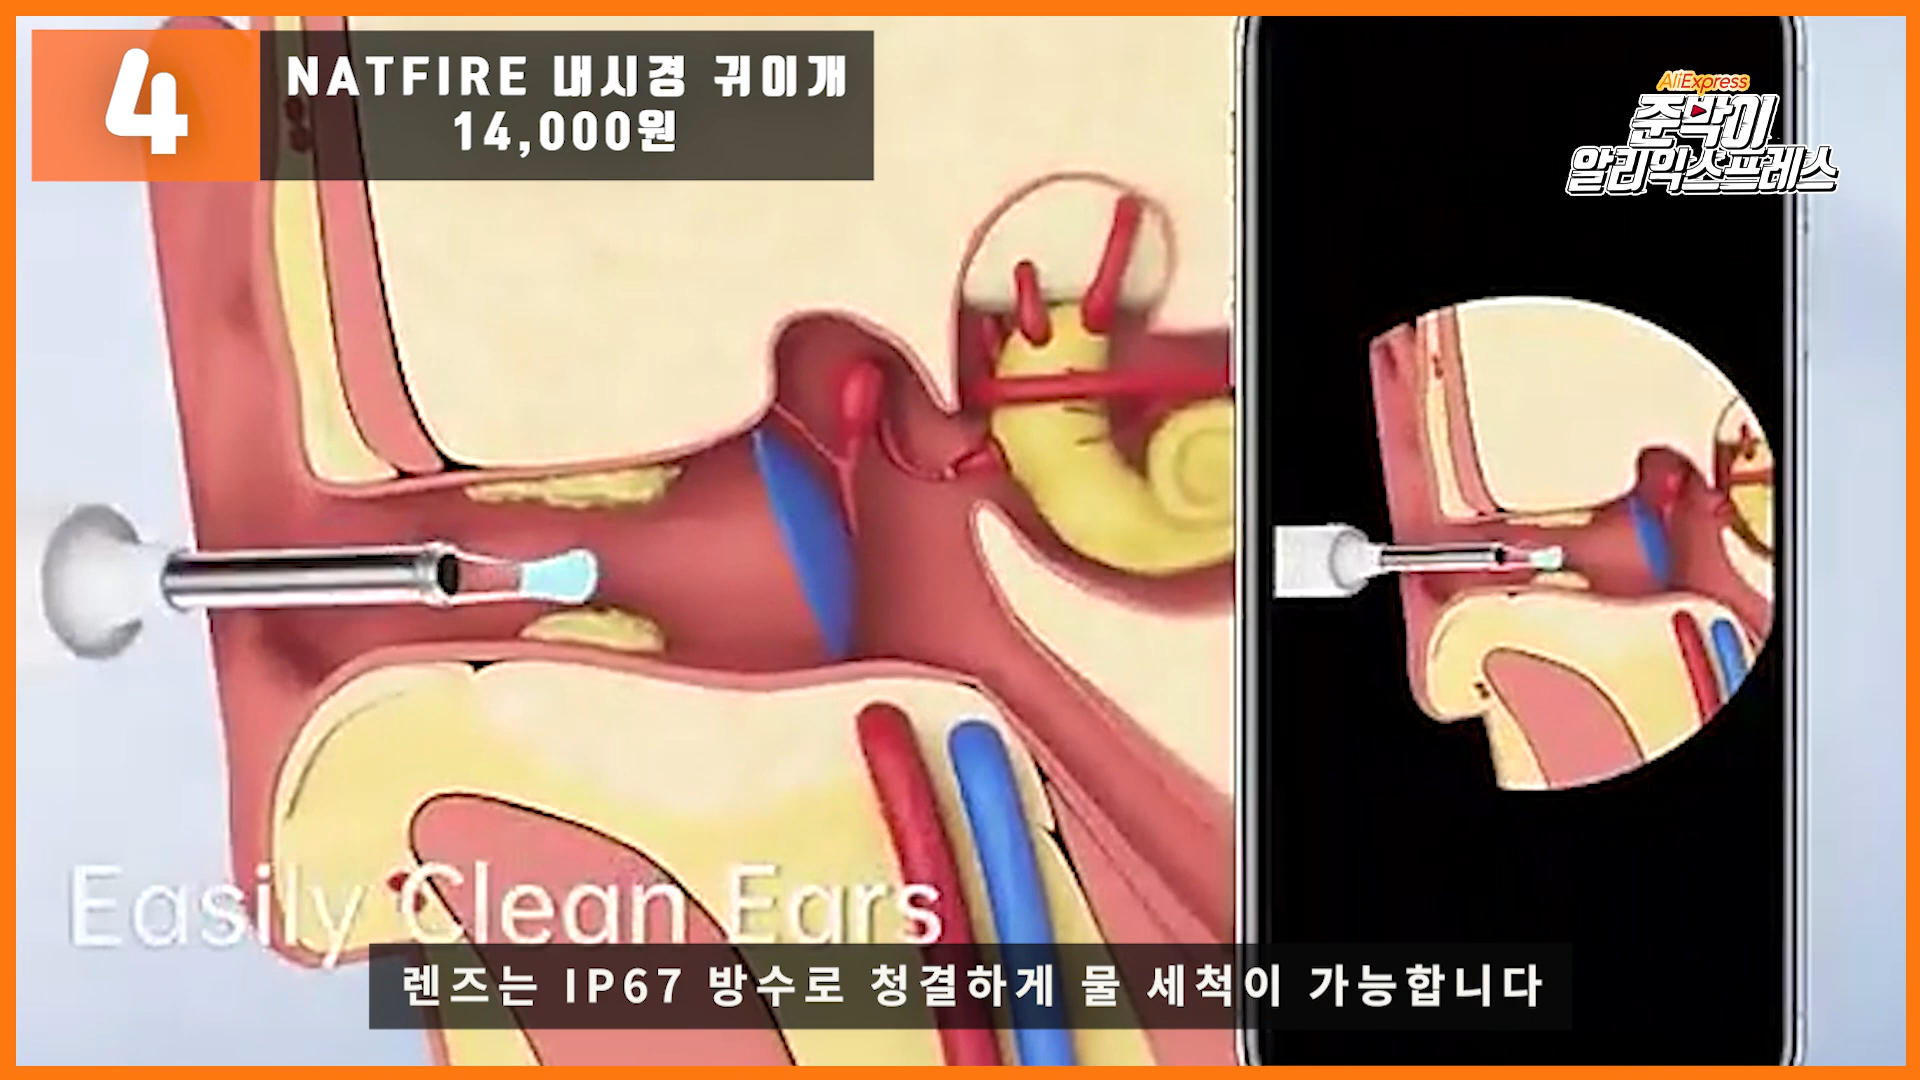 4
NATFIRE 내시경 귀이개
14,000원
AliExpress
준박이
알리익스프레스
Easily Clean Ears
렌즈는 IP67 방수로 청결하게 물 세척이 가능합니다